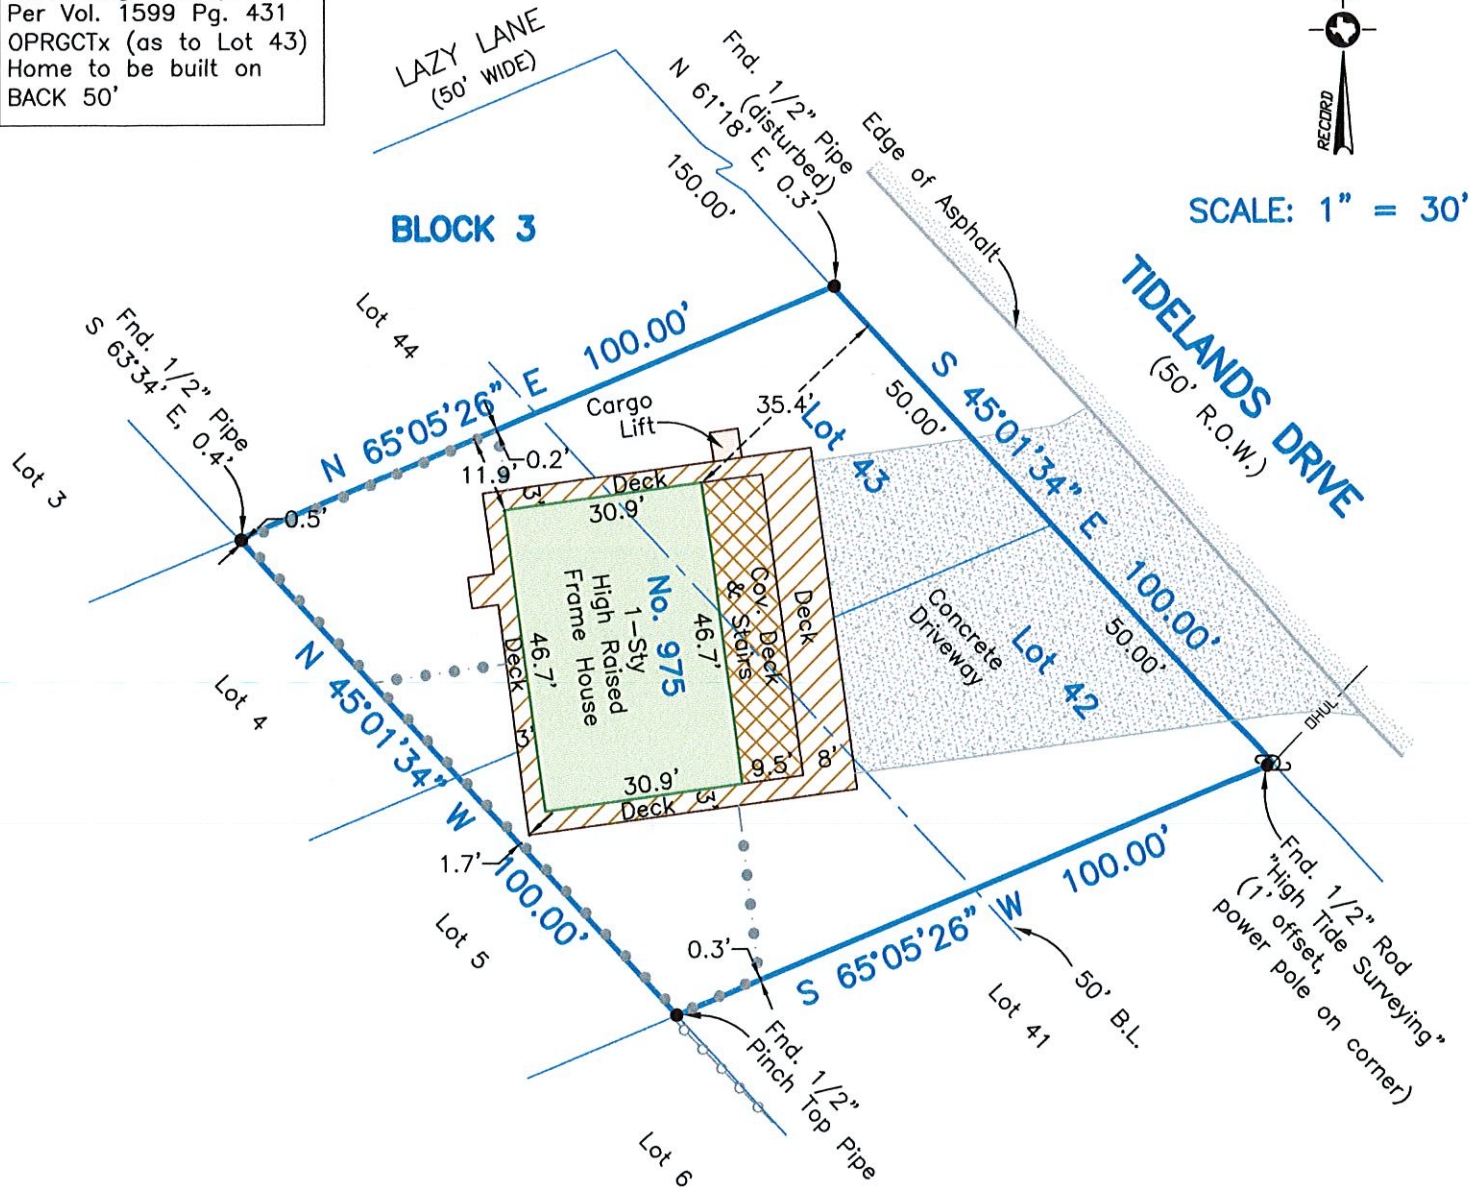 Per Vol. 1599 Pg. 431
OPRGCTx (as to Lot 43)
Home to be built on
BACK 50'
LAZY LANE
(50' WIDE)
Fnd. 1/2" Pipe
(disturbed)
N 61°18' E, 0.3'
150.00'
Edge of Asphalt
RECORD
SCALE: 1" = 30'
BLOCK 3
TIDELANDS DRIVE
(50' R.O.W.)
Lot 44
Fnd. 1/2" Pipe
S 63°34' E, 0.4'
N 65°05'26" E 100.00'
Cargo
Lift
35.4'
Lot 43
50.00'
S 45°01'34" E 100.00'
Lot 3
0.5'
11.9'
0.2'
3'
Deck
30.9'
No. 975
1-Sty
High Raised
Frame House
46.7'
46.7'
Cov. Deck
& Stairs
Deck
Deck
Concrete
Driveway
Lot 42
50.00'
OHUL
Lot 4
N 45°01'34" W 100.00'
3'
30.9'
Deck
3'
9.5'
8'
1.7'
Lot 5
0.3'
S 65°05'26" W 100.00'
Fnd. 1/2" Rod
"High Tide Surveying"
(1' offset,
power pole on corner)
50' B.L.
Lot 41
Fnd. 1/2"
Pinch Top Pipe
Lot 6